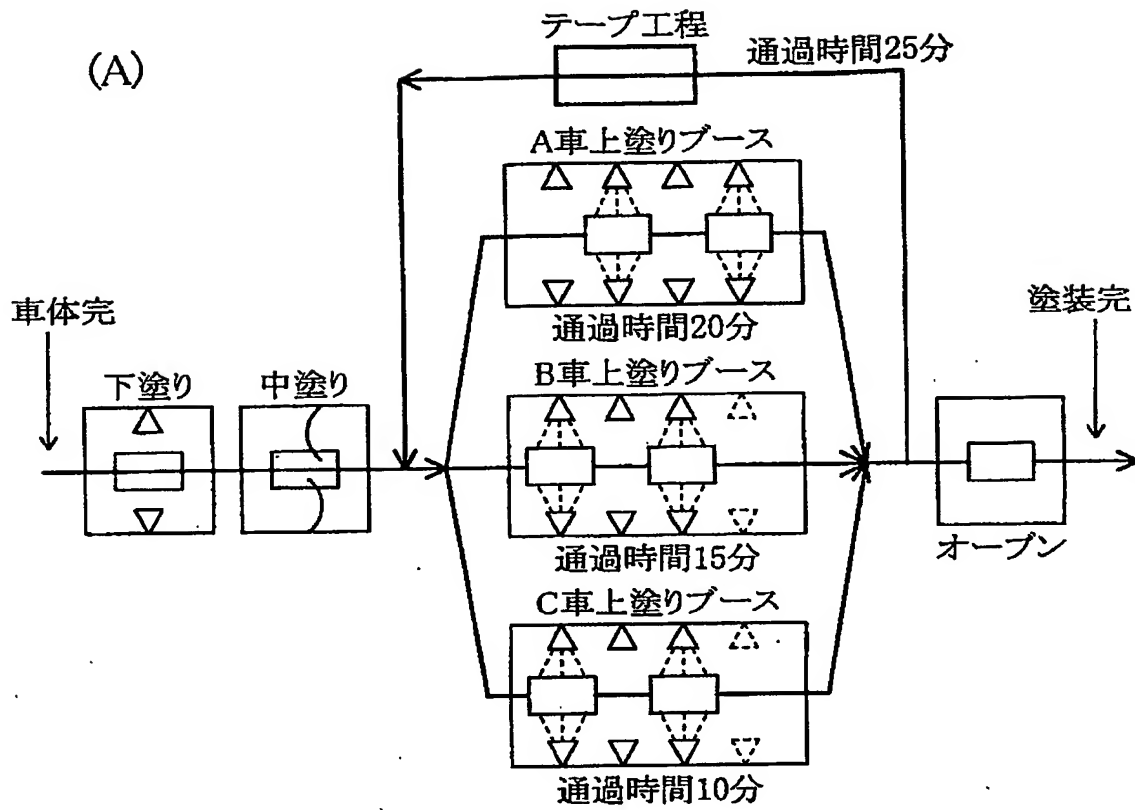 テープ工程
通過時間25分
(A)
A車上塗りブース
通過時間20分
車体完
塗装完
下塗り
中塗り
B車上塗りブース
オーブン
通過時間15分
C車上塗りブース
通過時間10分